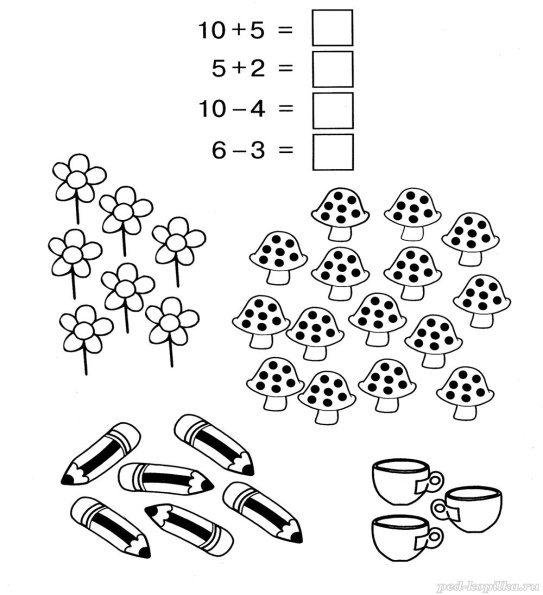 10+5 =
5+2 =
10-4 =
6-3 =
ped-kopilka.ru